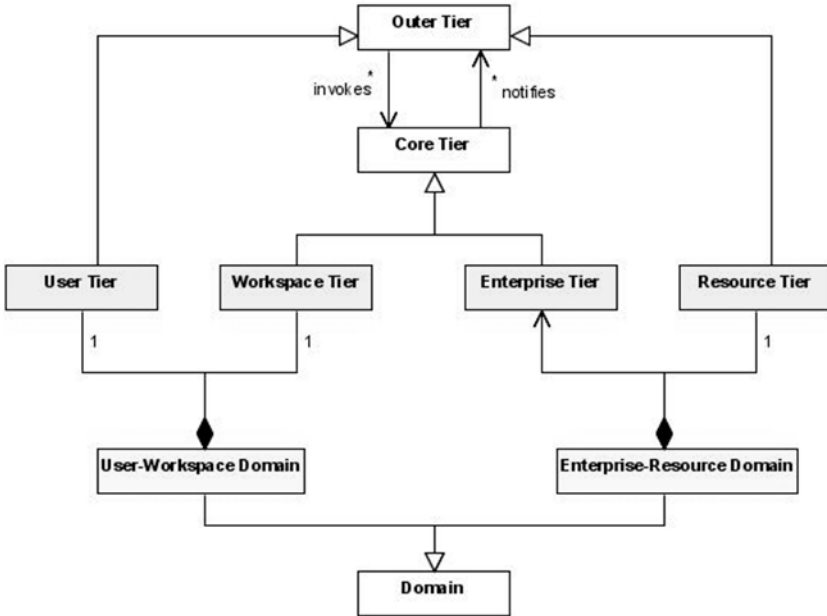 Outer Tier
invokes*
* notifies
Core Tier
User Tier
Workspace Tier
Enterprise Tier
Resource Tier
1
1
1
User-Workspace Domain
Enterprise-Resource Domain
Domain